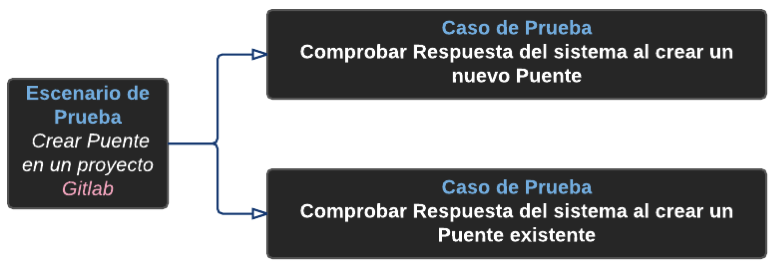 Escenario de
Prueba
Crear Puente
en un proyecto
Gitlab
Caso de Prueba
Comprobar Respuesta del sistema al crear un
nuevo Puente
Caso de Prueba
Comprobar Respuesta del sistema al crear un
Puente existente